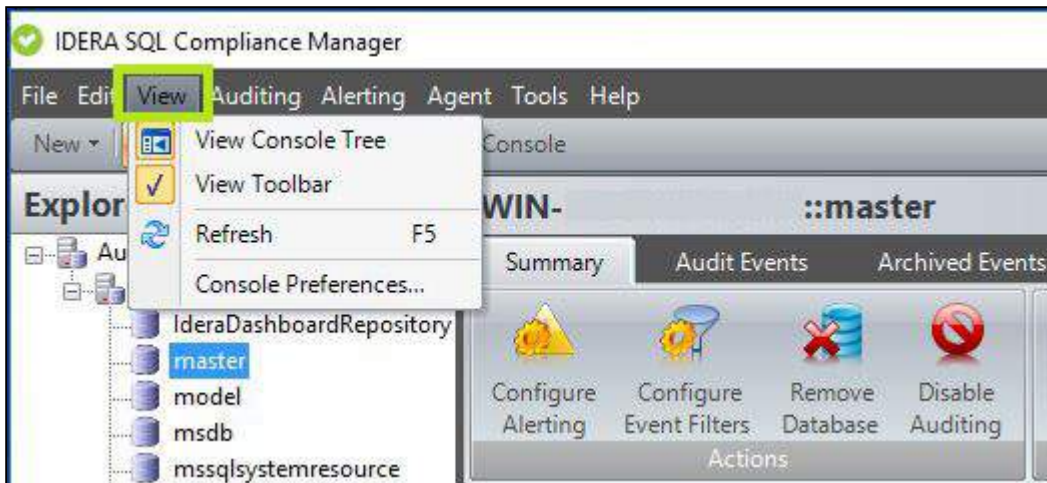 IDERA SQL Compliance Manager
File Edit View Auditing Alerting Agent Tools Help
New Console
View Console Tree
View Toolbar
Refresh F5
Console Preferences...
Explor
WIN- ::master
Au
Summary Audit Events Archived Events
IderaDashboardRepository
master
model
msdb
mssqlsystemresource
Configure Alerting
Configure Event Filters
Remove Database
Disable Auditing
Actions